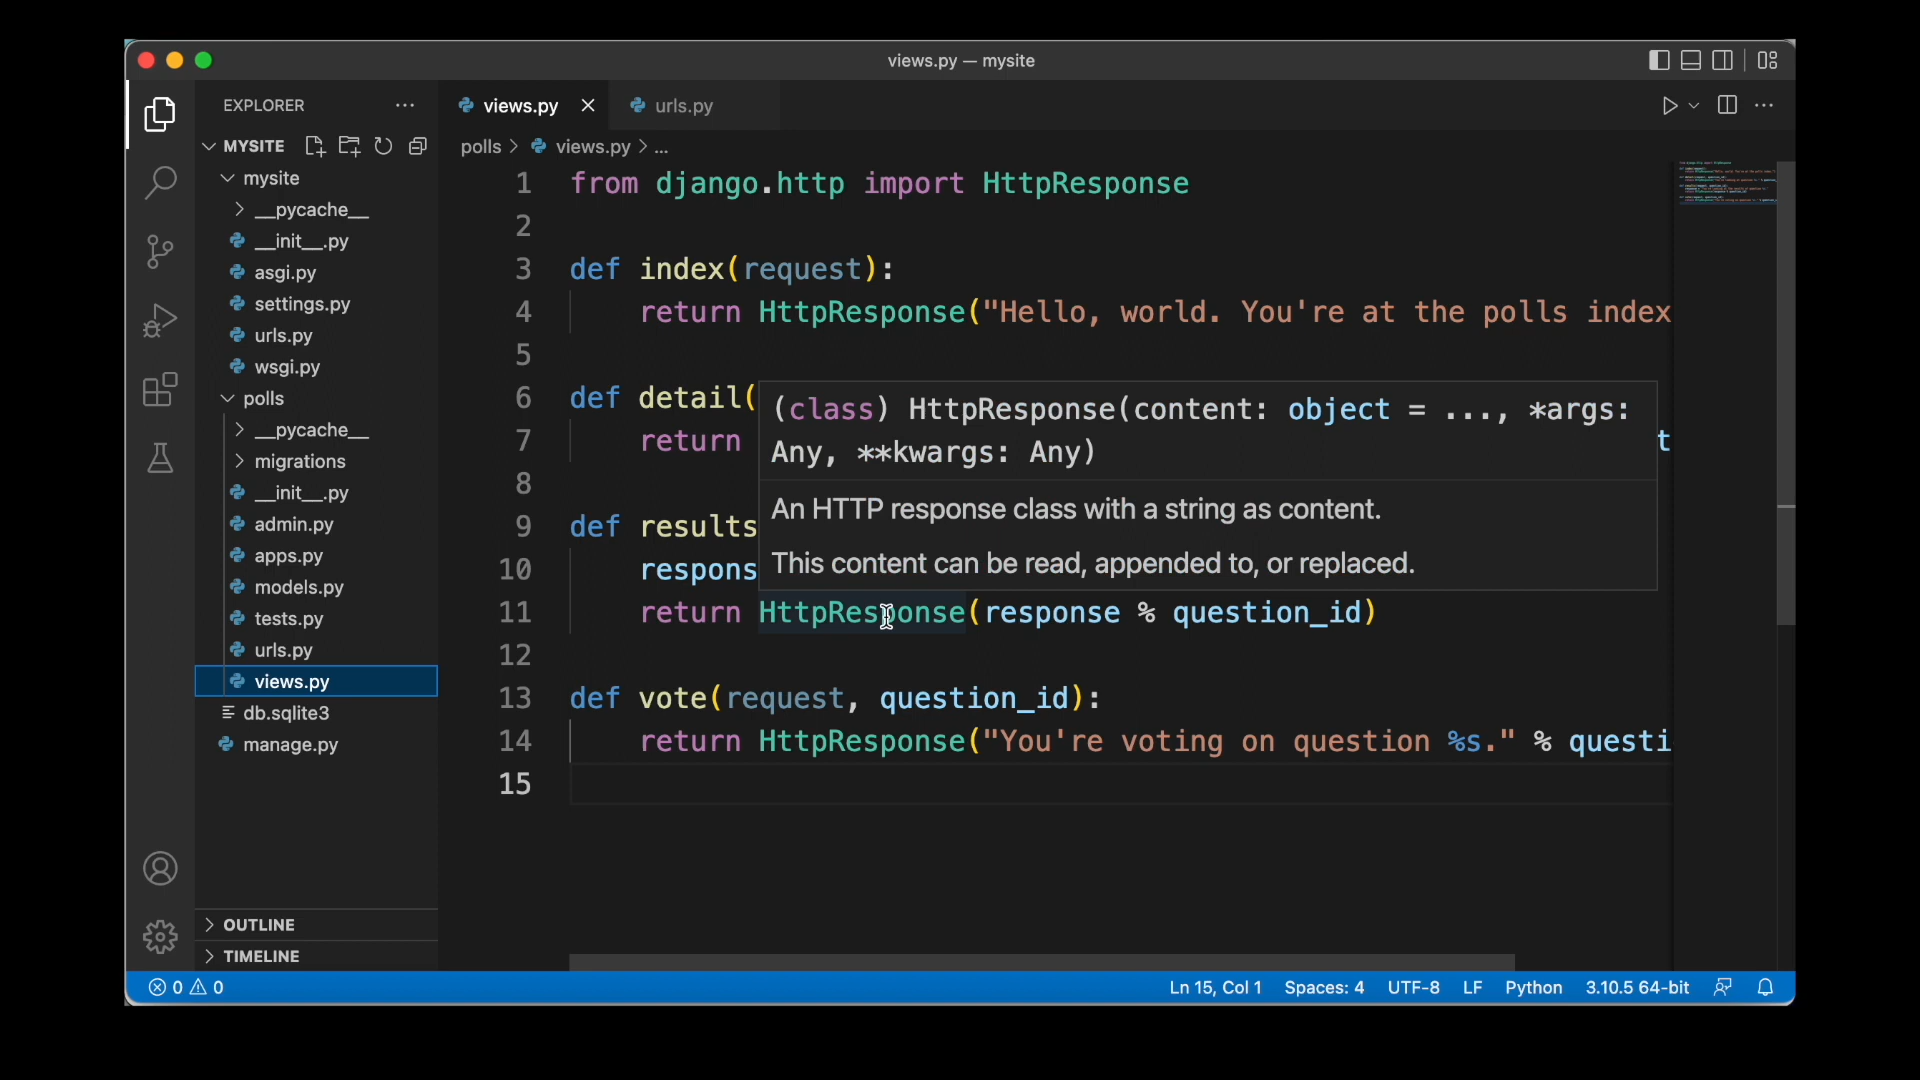 views.py — mysite
EXPLORER
views.py
urls.py
MYSITE
polls > views.py > ...
mysite
__pycache__
__init__.py
asgi.py
settings.py
urls.py
wsgi.py
polls
__pycache__
migrations
__init__.py
admin.py
apps.py
models.py
tests.py
urls.py
views.py
db.sqlite3
manage.py
OUTLINE
TIMELINE
1 from django.http import HttpResponse
2
3 def index(request):
4 return HttpResponse("Hello, world. You're at the polls index
5
6 def detail(
7 return t
8
9 def results
10 respons
11 return HttpResponse(response % question_id)
12
13 def vote(request, question_id):
14 return HttpResponse("You're voting on question %s." % questi
15
(class) HttpResponse(content: object = ..., *args:
Any, **kwargs: Any)
An HTTP response class with a string as content.
This content can be read, appended to, or replaced.
0 0 Ln 15, Col 1 Spaces: 4 UTF-8 LF Python 3.10.5 64-bit